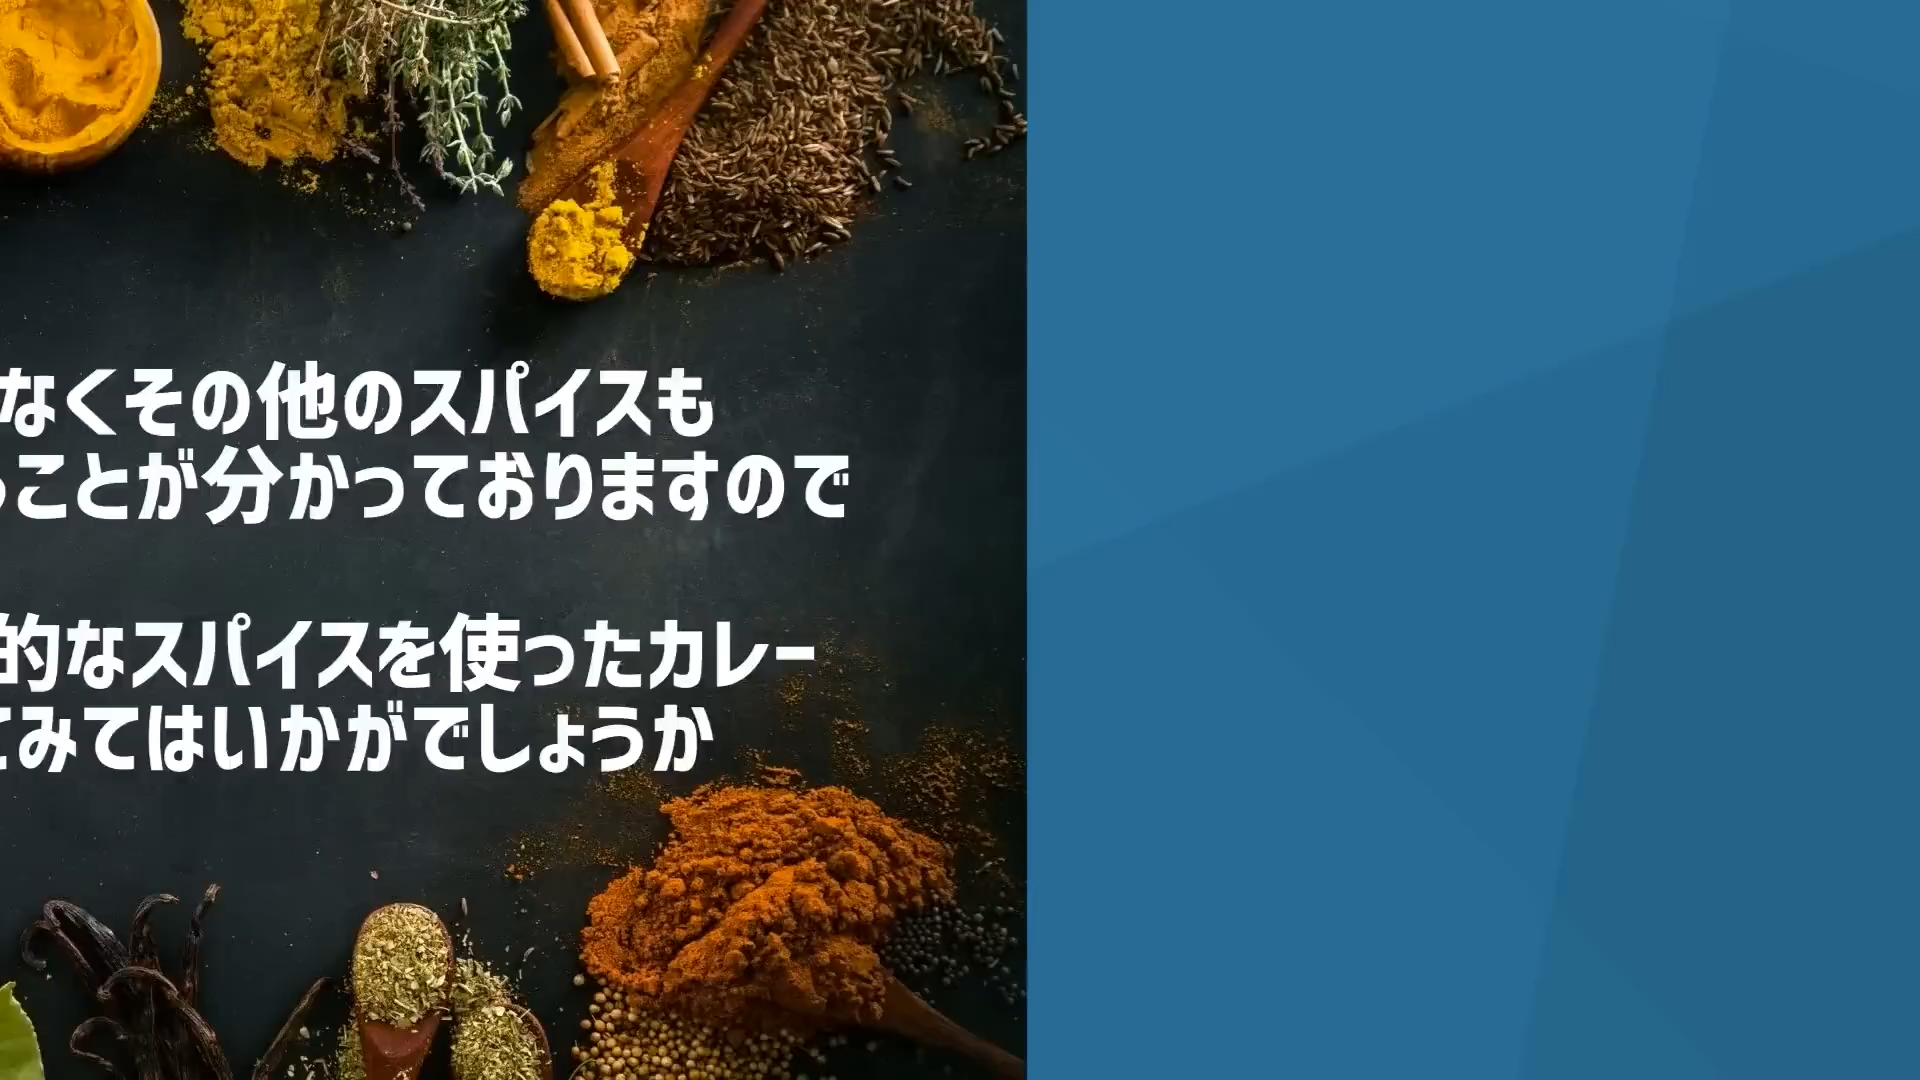 なくその他のスパイスも
ことが分かっておりますので
的なスパイスを使ったカレー
てみてはいかがでしょうか